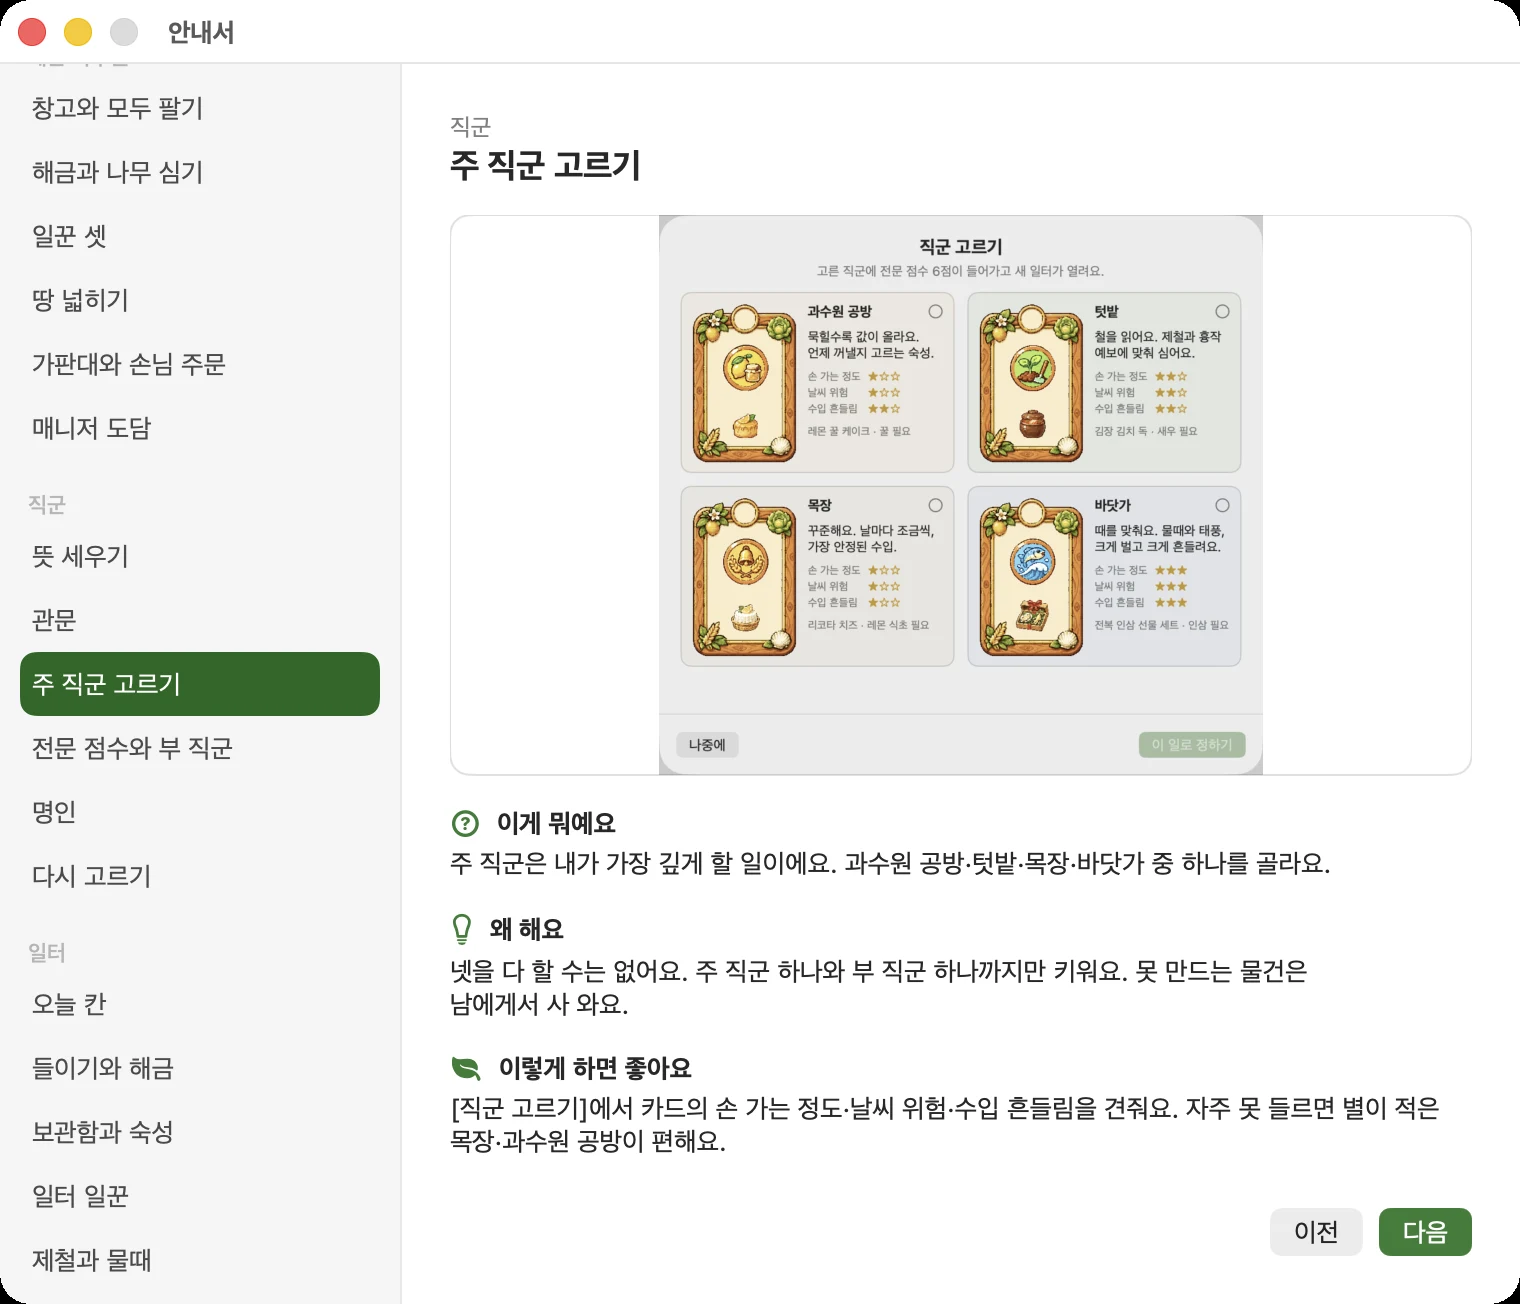 안내서
창고와 모두 팔기
해금과 나무 심기
일꾼 셋
땅 넓히기
가판대와 손님 주문
매니저 도담
직군
뜻 세우기
관문
주 직군 고르기
전문 점수와 부 직군
명인
다시 고르기
일터
오늘 칸
들이기와 해금
보관함과 숙성
일터 일꾼
제철과 물때
직군
주 직군 고르기
직군 고르기
고른 직군에 전문 점수 6점이 들어가고 새 일터가 열려요.
과수원 공방
묵힐수록 값이 올라요.
언제 꺼낼지 고르는 숙성.
손 가는 정도 ★☆☆
날씨 위험 ★☆☆
수입 흔들림 ★★☆
레몬 꿀 케이크 · 꿀 필요
텃밭
철을 읽어요. 제철과 흉작
예보에 맞춰 심어요.
손 가는 정도 ★★☆
날씨 위험 ★★☆
수입 흔들림 ★★☆
김장 김치 독 · 새우 필요
목장
꾸준해요. 날마다 조금씩,
가장 안정된 수입.
손 가는 정도 ★☆☆
날씨 위험 ★☆☆
수입 흔들림 ★☆☆
리코타 치즈 · 레몬 식초 필요
바닷가
때를 맞춰요. 물때와 태풍,
크게 벌고 크게 흔들려요.
손 가는 정도 ★★★
날씨 위험 ★★★
수입 흔들림 ★★★
전복 인삼 선물 세트 · 인삼 필요
나중에
이 일로 정하기
이게 뭐예요
주 직군은 내가 가장 깊게 할 일이에요. 과수원 공방·텃밭·목장·바닷가 중 하나를 골라요.
왜 해요
넷을 다 할 수는 없어요. 주 직군 하나와 부 직군 하나까지만 키워요. 못 만드는 물건은
남에게서 사 와요.
이렇게 하면 좋아요
[직군 고르기]에서 카드의 손 가는 정도·날씨 위험·수입 흔들림을 견줘요. 자주 못 들르면 별이 적은
목장·과수원 공방이 편해요.
이전
다음